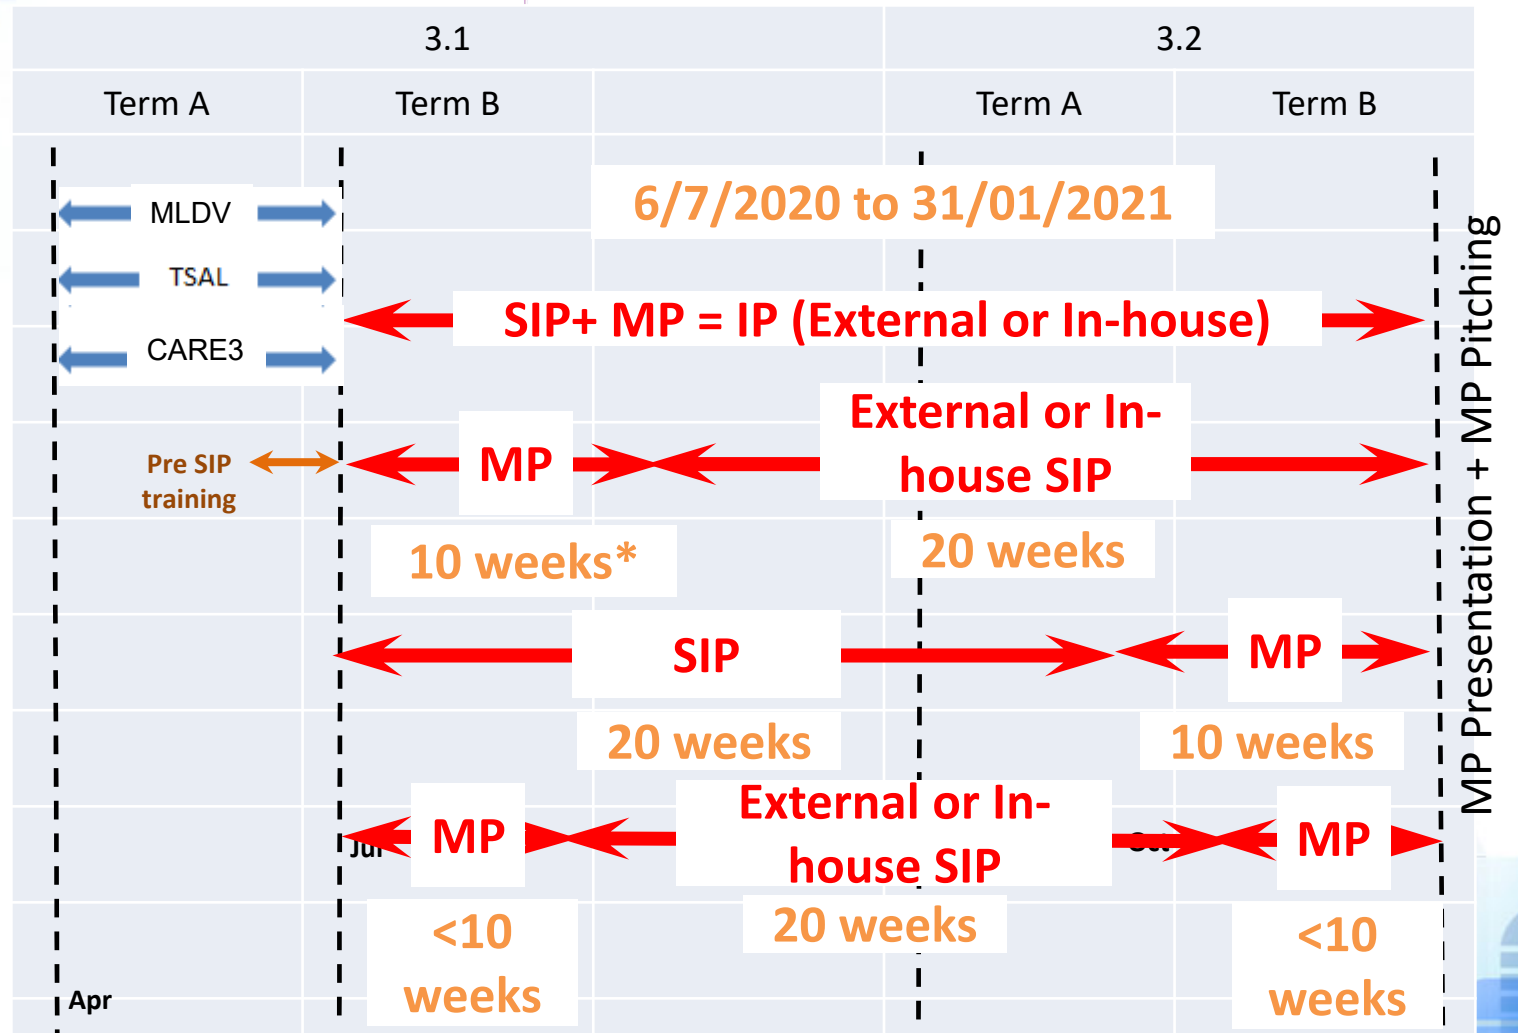 3.1
3.2
Term A
Term B
Term A
Term B
MLDV
6/7/2020 to 31/01/2021
TSAL
SIP+ MP = IP (External or In-house)
CARE3
Pre SIP
training
MP
External or In-
house SIP
10 weeks*
20 weeks
SIP
MP
20 weeks
10 weeks
Jul
MP
External or In-
house SIP
Oct
MP
<10
weeks
20 weeks
<10
weeks
Apr
MP Presentation + MP Pitching